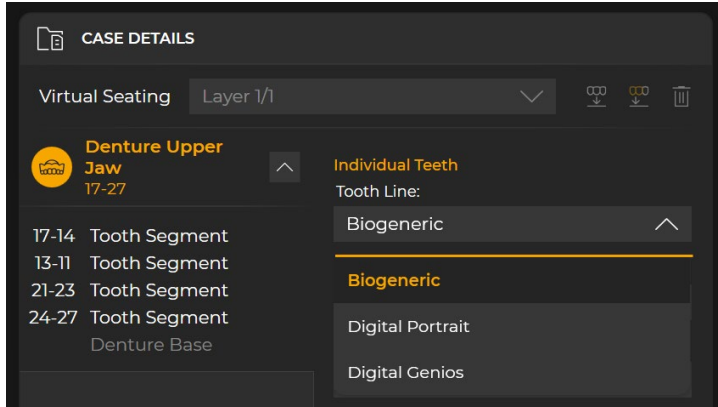 CASE DETAILS
Virtual Seating Layer 1/1
Denture Upper
Jaw
17-27
17-14 Tooth Segment
13-11 Tooth Segment
21-23 Tooth Segment
24-27 Tooth Segment
Denture Base
Individual Teeth
Tooth Line:
Biogeneric
Biogeneric
Digital Portrait
Digital Genios